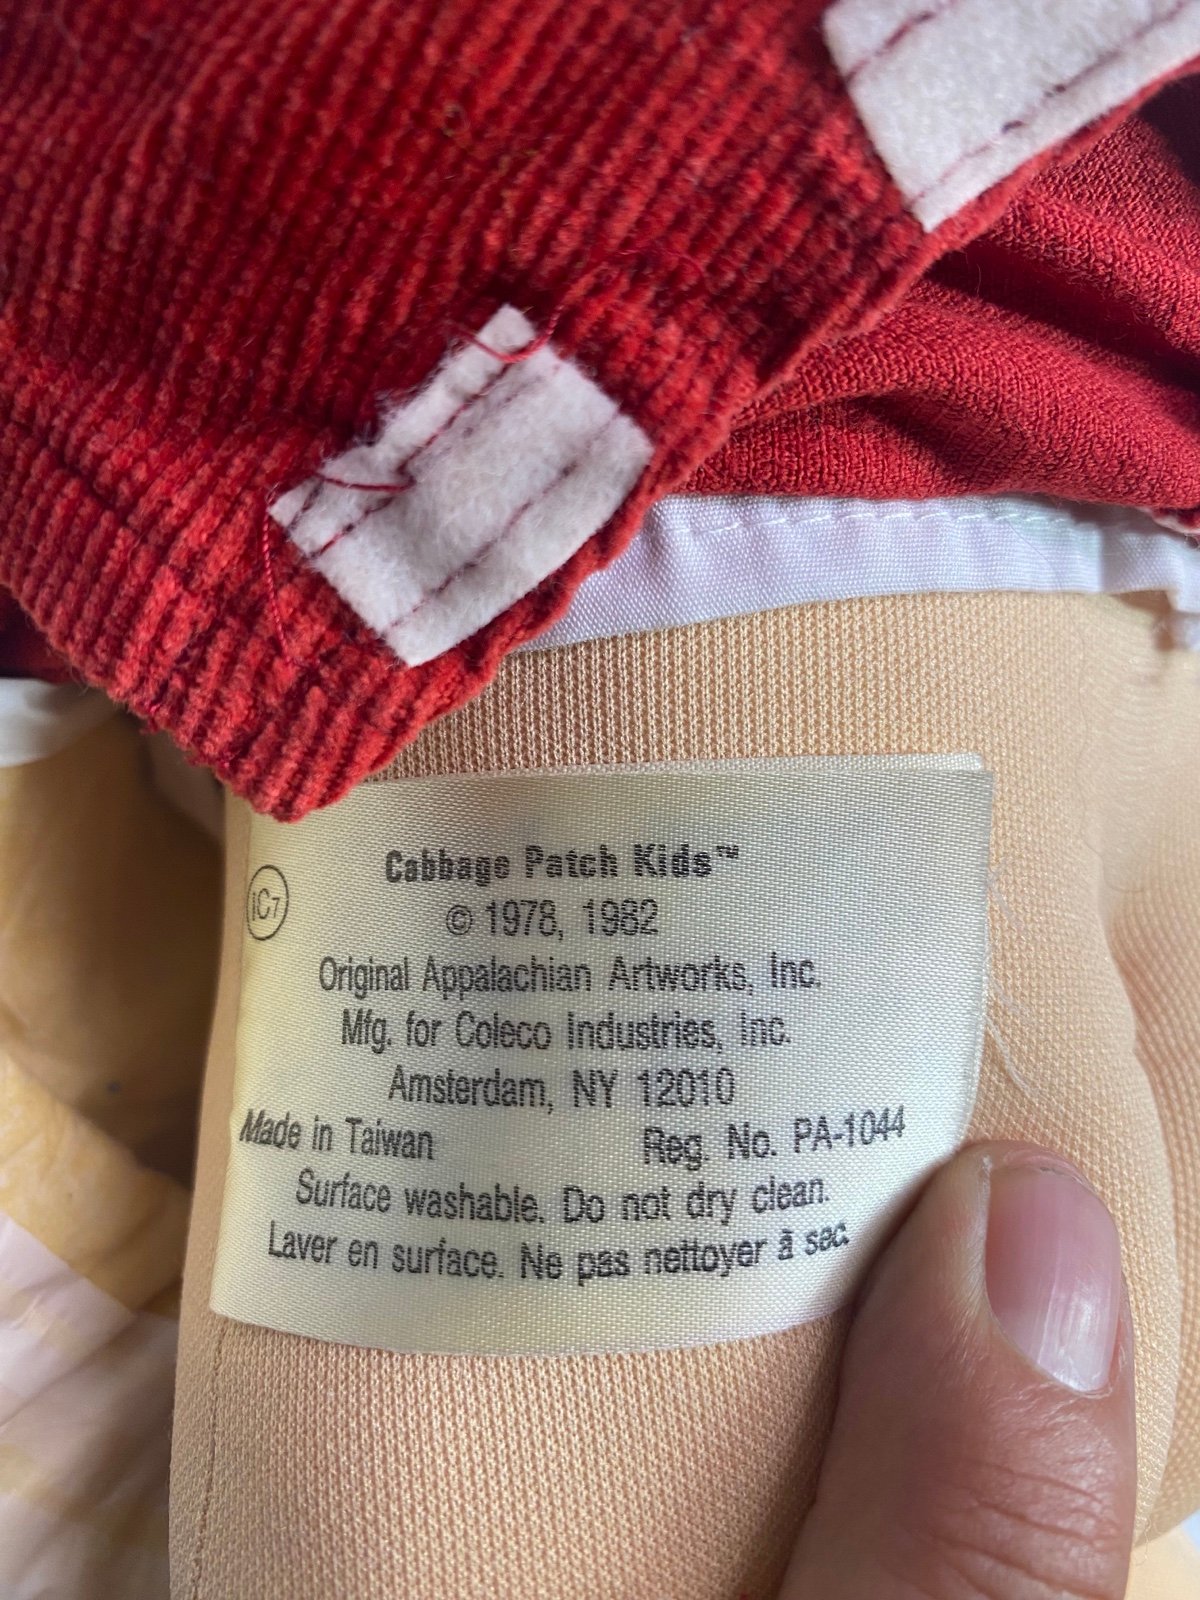 Cabbage Patch Kids™
iC7
© 1978, 1982
Original Appalachian Artworks, Inc.
Mfg. for Coleco Industries, Inc.
Amsterdam, NY 12010
Made in Taiwan Reg. No. PA-1044
Surface washable. Do not dry clean.
Laver en surface. Ne pas nettoyer à sec.